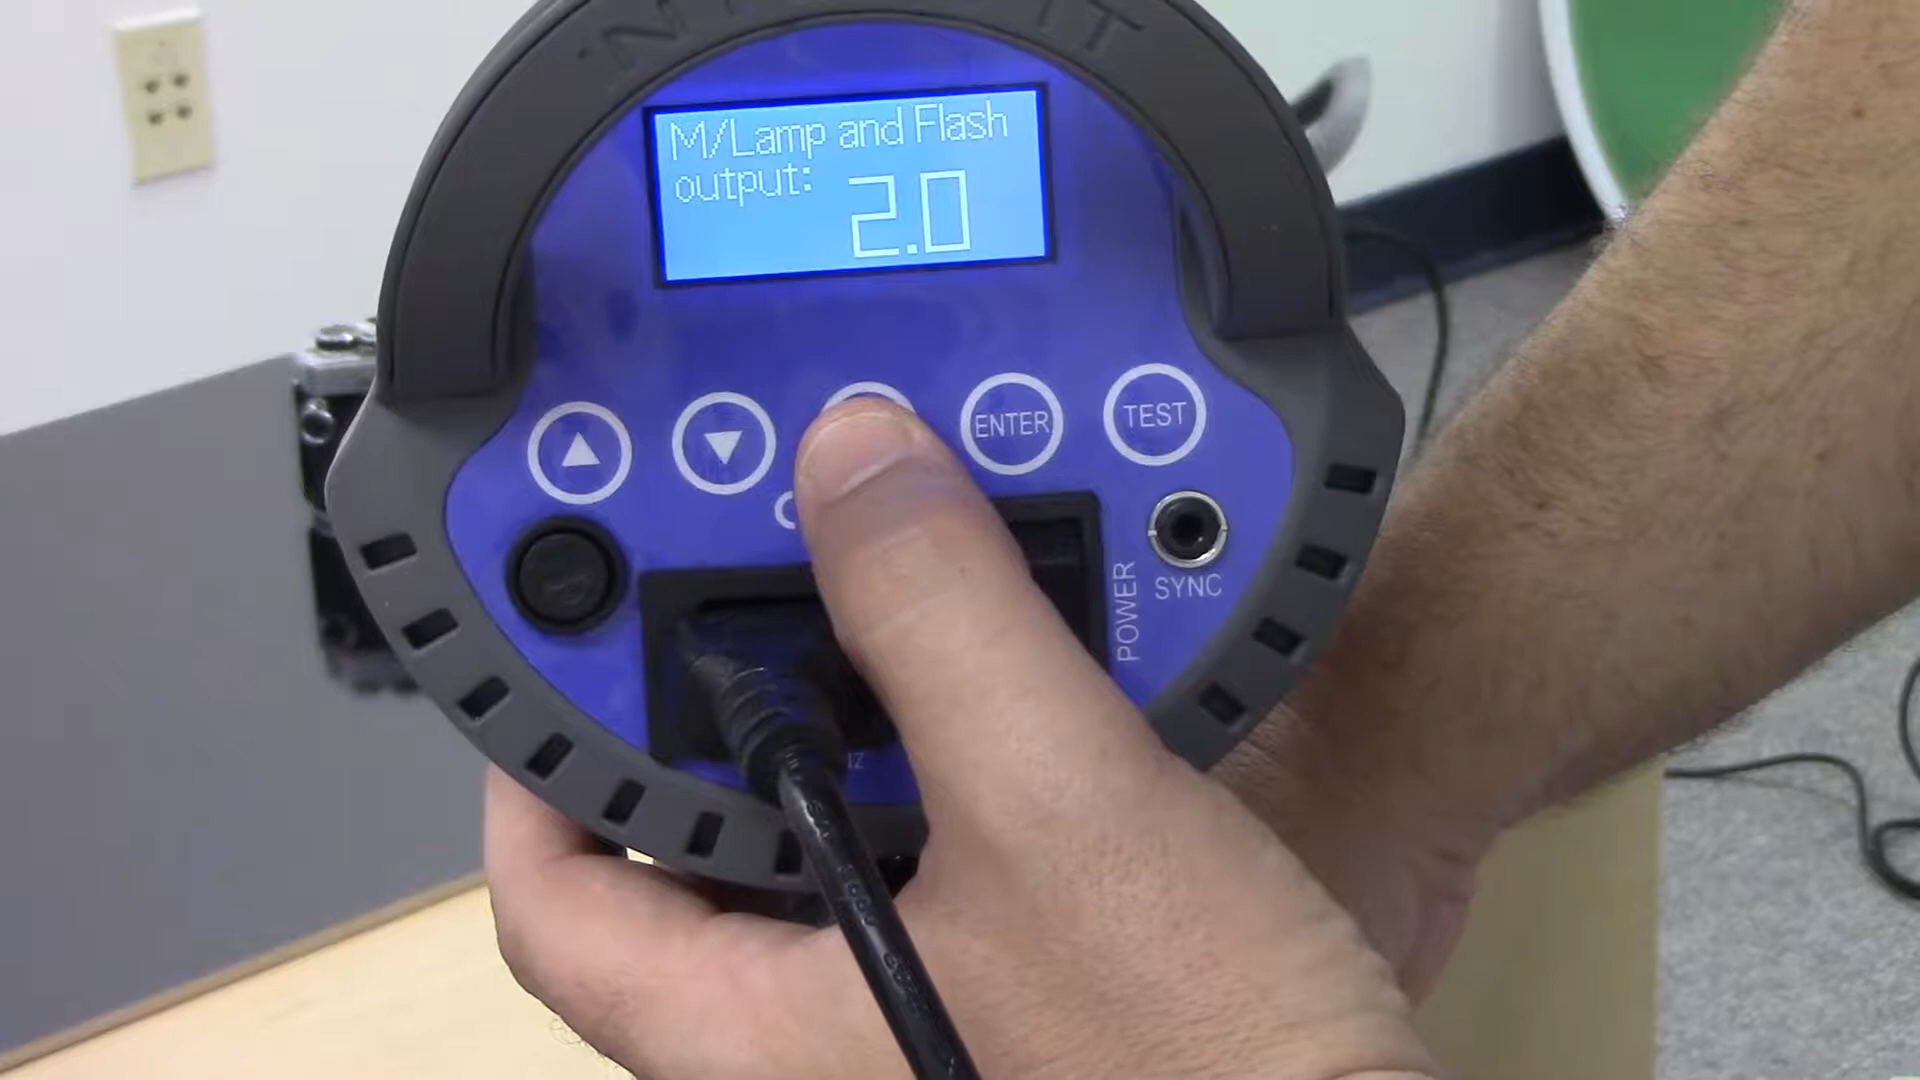 M/Lamp and Flash
output:
2.0
ENTER
TEST
SYNC
POWER